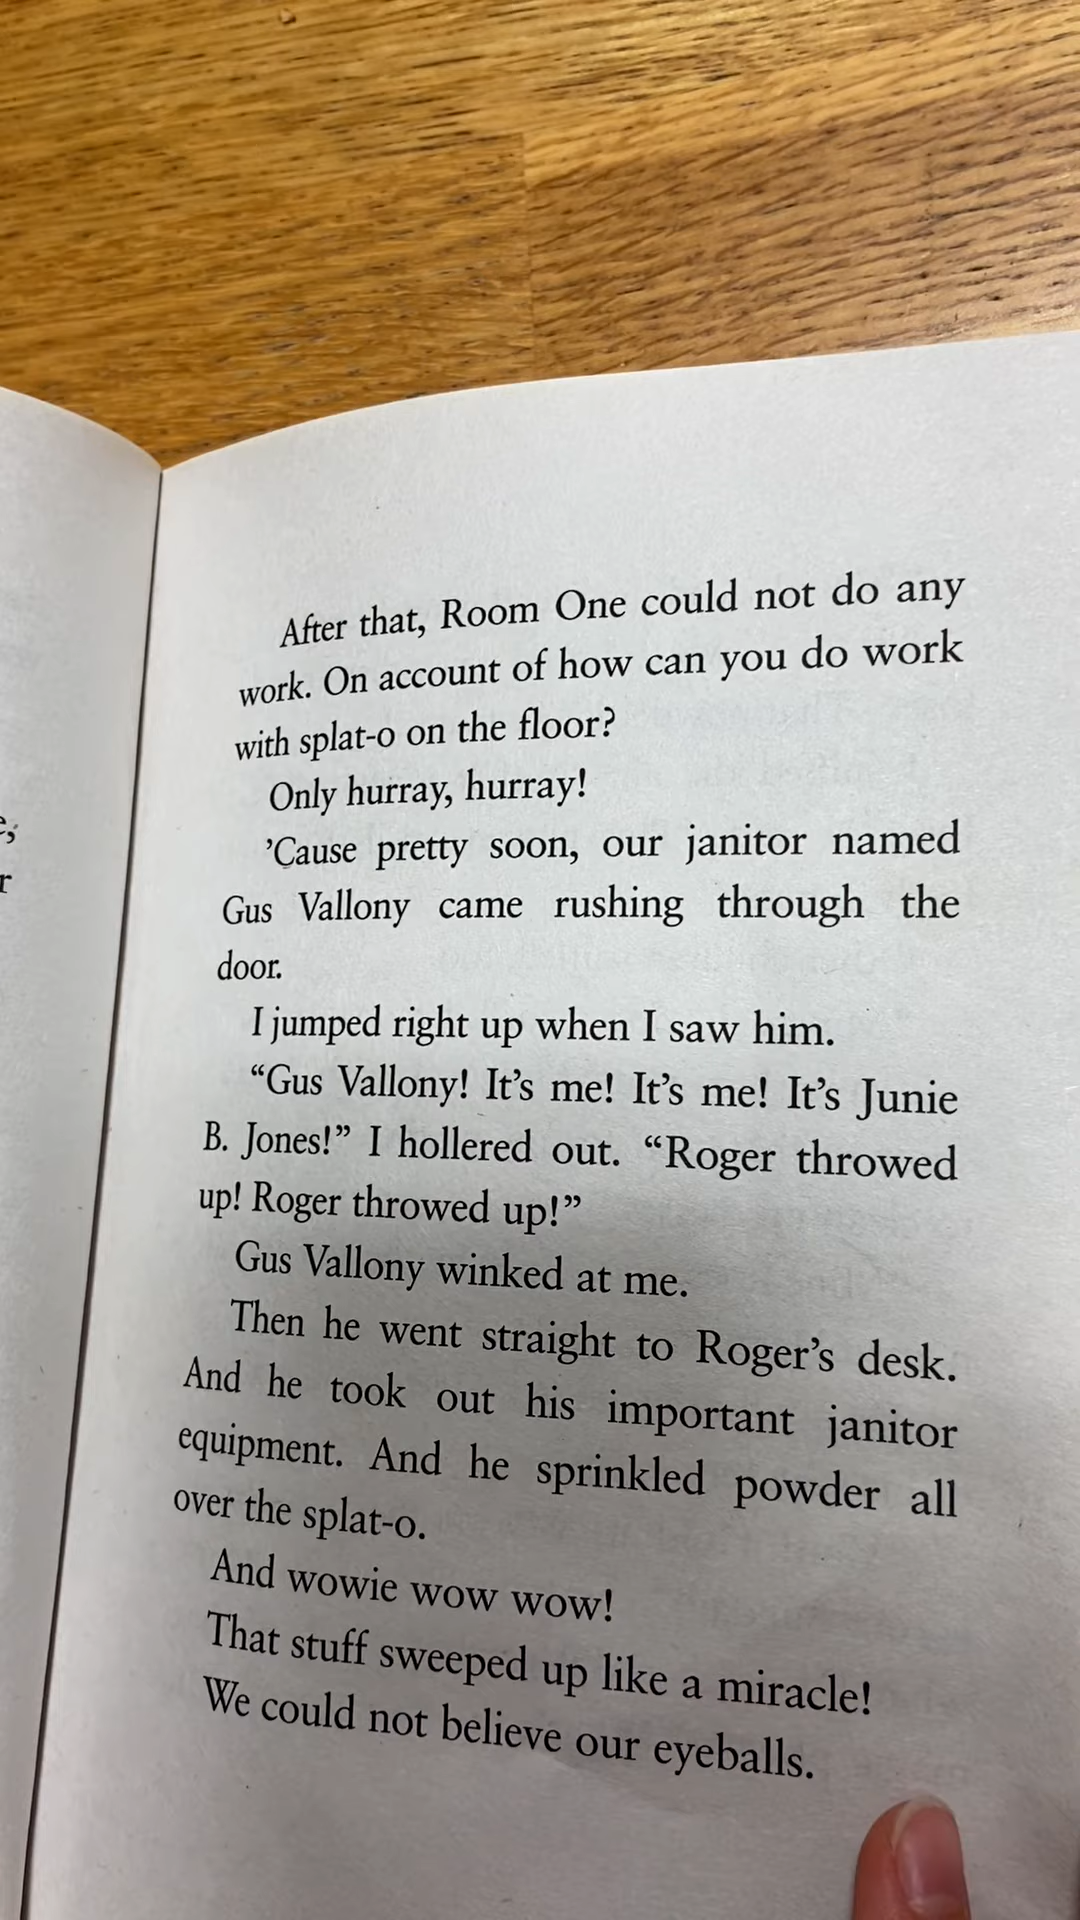 After that, Room One could not do any
work. On account of how can you do work
with splat-o on the floor?
Only hurray, hurray!
’Cause pretty soon, our janitor named
Gus Vallony came rushing through the
door.
I jumped right up when I saw him.
“Gus Vallony! It’s me! It’s me! It’s Junie
B. Jones!” I hollered out. “Roger throwed
up! Roger throwed up!”
Gus Vallony winked at me.
Then he went straight to Roger’s desk.
And he took out his important janitor
equipment. And he sprinkled powder all
over the splat-o.
And wowie wow wow!
That stuff sweeped up like a miracle!
We could not believe our eyeballs.